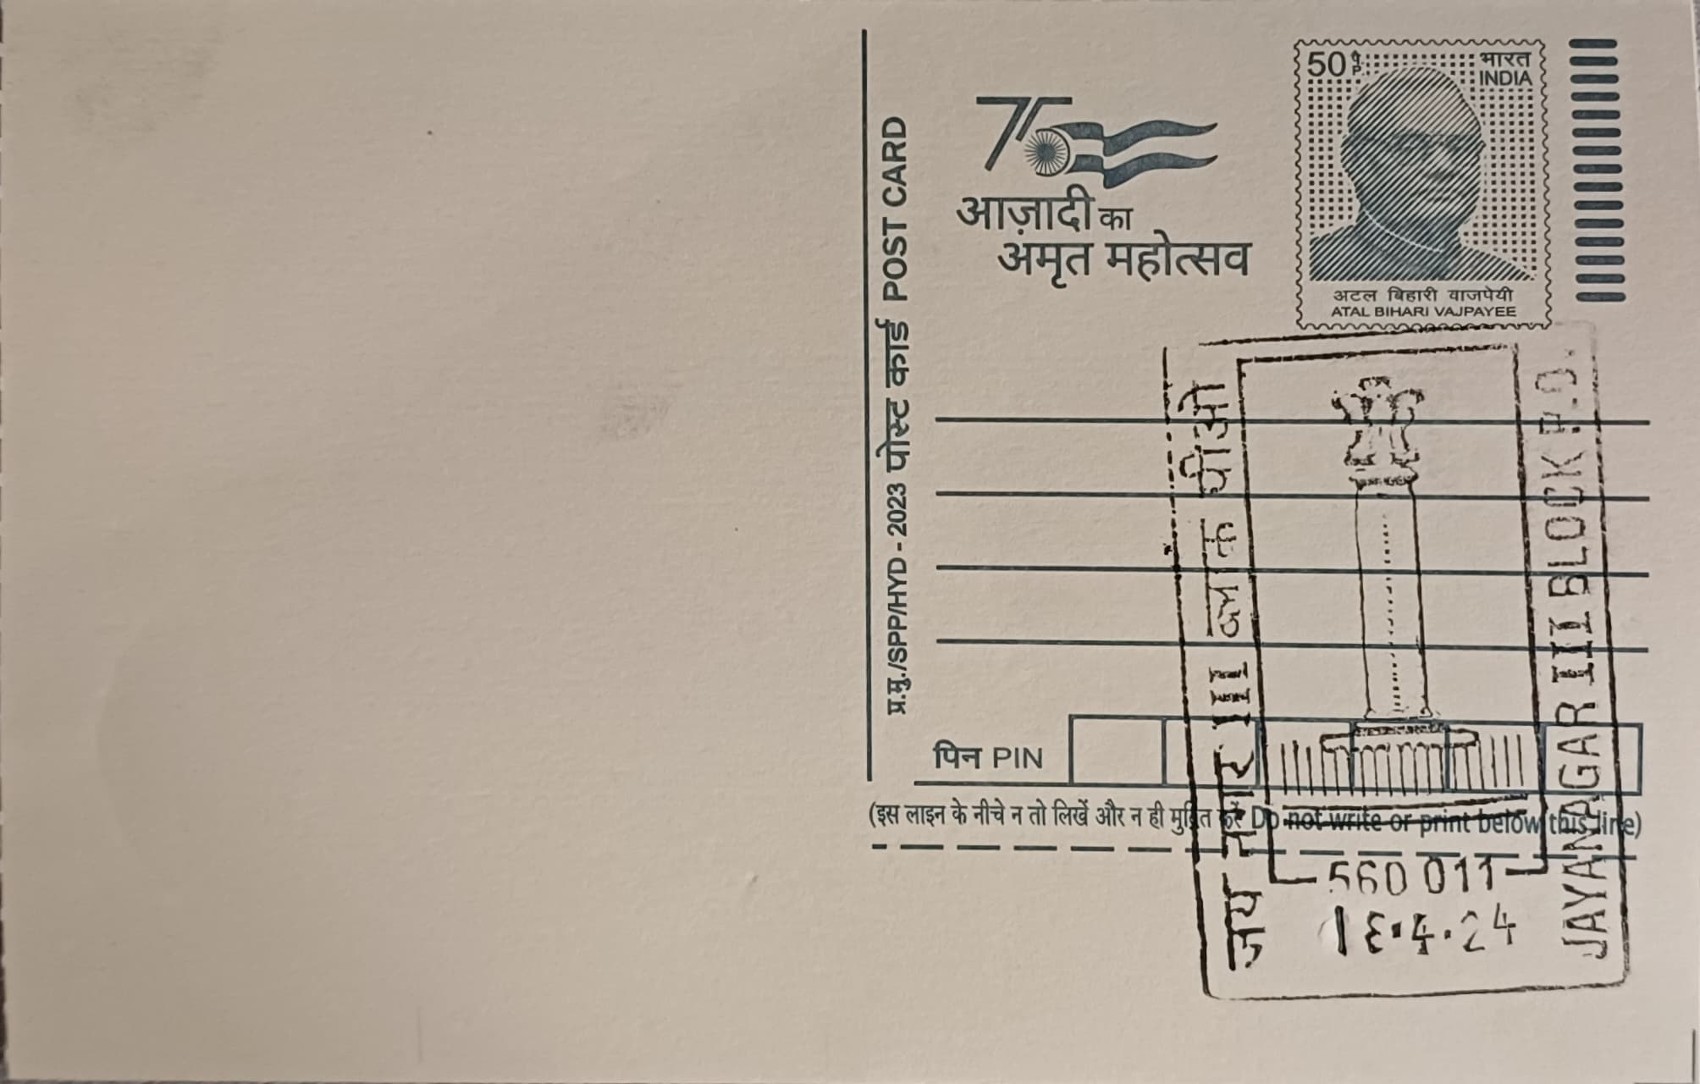 75
आज़ादी का
अमृत महोत्सव
50 पै. P.
भारत
INDIA
अटल बिहारी वाजपेयी
ATAL BIHARI VAJPAYEE
प्र.मु./SPP/HYD - 2023 पोस्ट कार्ड POST CARD
पिन PIN
(इस लाइन के नीचे न तो लिखें और न ही मुद्रित करें Do not write or print below this line)
जय नगर III ब्लाक पीओ
JAYANAGAR III BLOCK P.O.
560 011
4.24